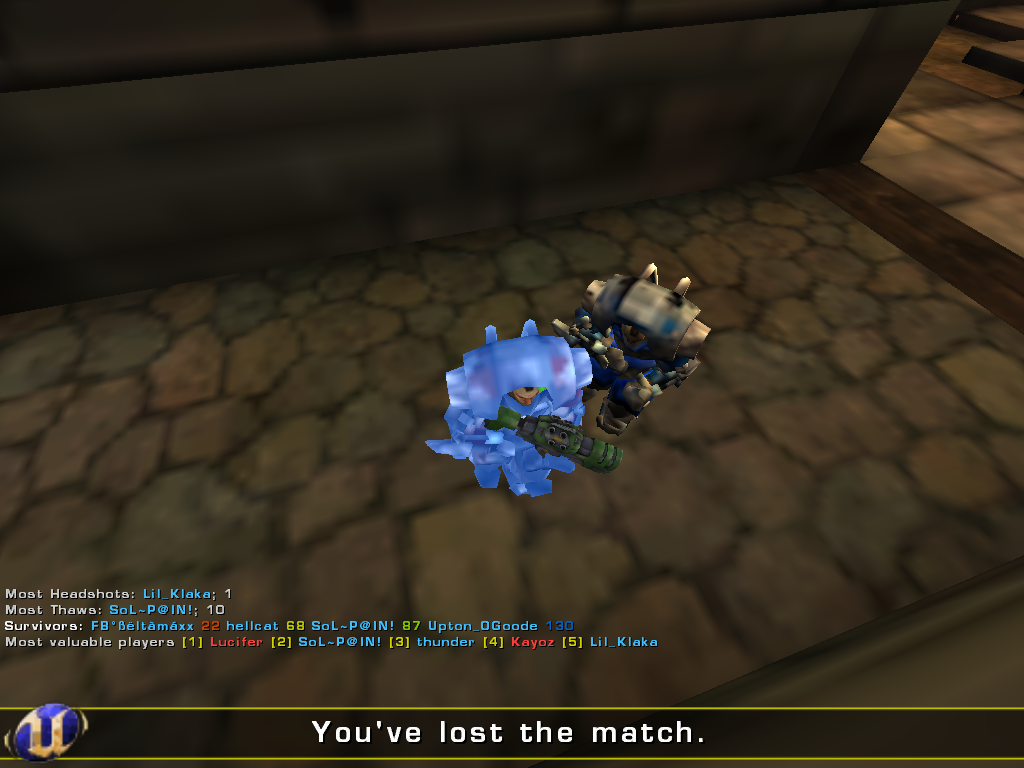 Most Headshots: Lil_Klaka; 1
Most Thaws: SoL~P@IN!; 10
Survivors: FB°ßéltåmáxx 22 hellcat 68 SoL~P@IN! 87 Upton_OGoode 130
Most valuable players [1] Lucifer [2] SoL~P@IN! [3] thunder [4] Kayoz [5] Lil_Klaka
You've lost the match.